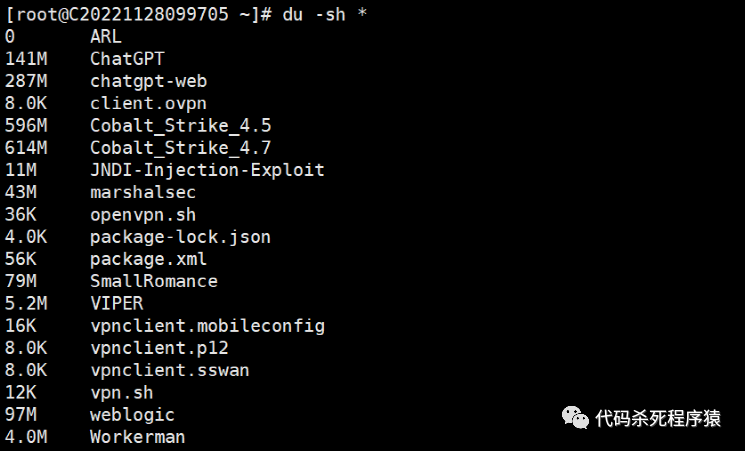 [root@C20221128099705 ~]# du -sh *
0 ARL
141M ChatGPT
287M chatgpt-web
8.0K client.ovpn
596M Cobalt_Strike_4.5
614M Cobalt_Strike_4.7
11M JNDI-Injection-Exploit
43M marshalsec
36K openvpn.sh
4.0K package-lock.json
56K package.xml
79M SmallRomance
5.2M VIPER
16K vpnclient.mobileconfig
8.0K vpnclient.p12
8.0K vpnclient.sswan
12K vpn.sh
97M weblogic
代码杀死程序猿
4.0M Workerman